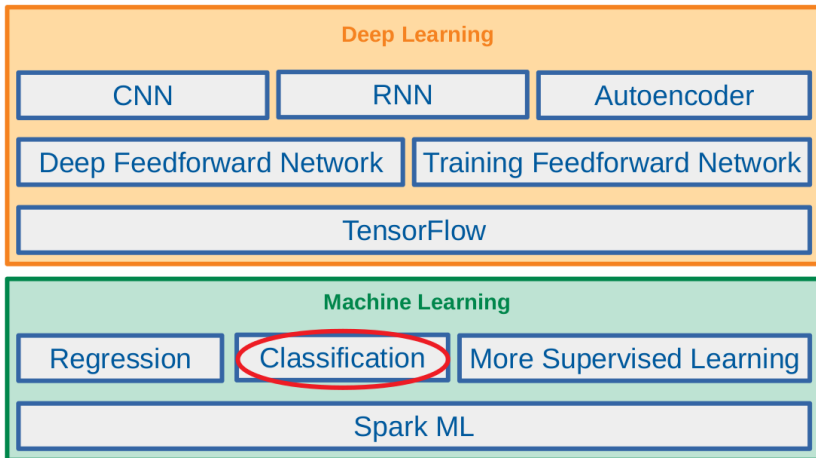 Deep Learning
CNN RNN Autoencoder
Deep Feedforward Network Training Feedforward Network
TensorFlow
Machine Learning
Regression Classification More Supervised Learning
Spark ML